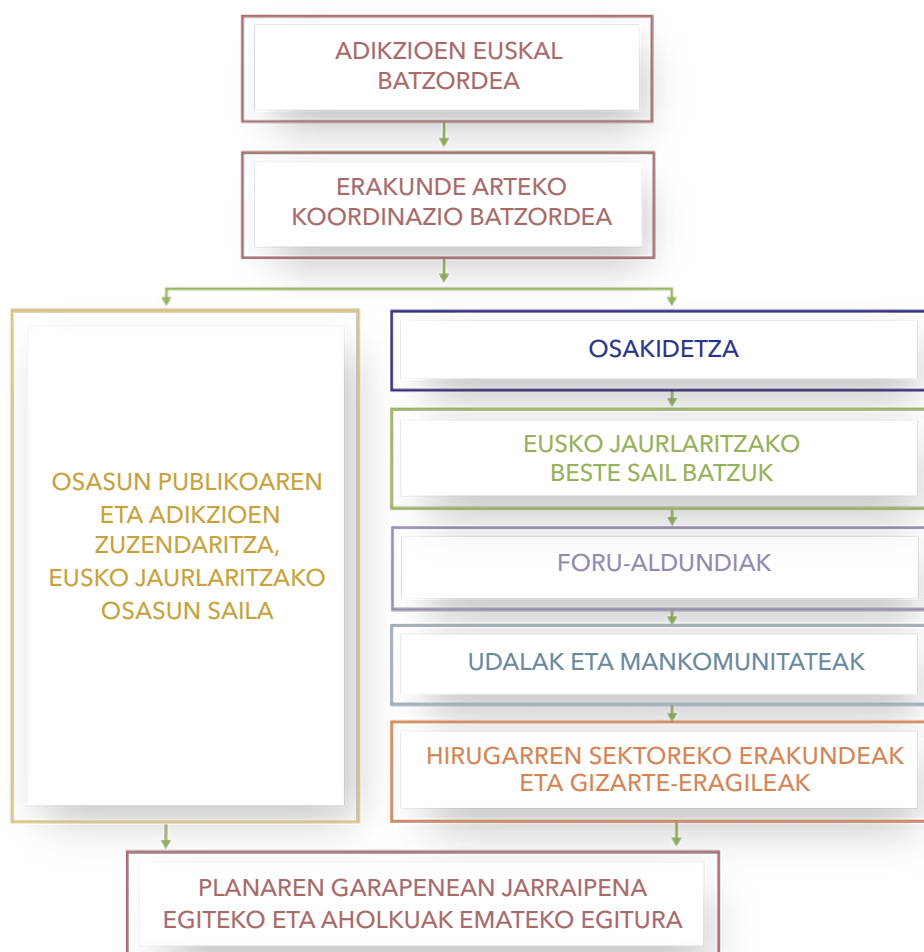 ADIKZIOEN EUSKAL
BATZORDEA
ERAKUNDE ARTEKO
KOORDINAZIO BATZORDEA
OSASUN PUBLIKOAREN
ETA ADIKZIOEN
ZUZENDARITZA,
EUSKO JAURLARITZAKO
OSASUN SAILA
OSAKIDETZA
EUSKO JAURLARITZAKO
BESTE SAIL BATZUK
FORU-ALDUNDIAK
UDALAK ETA MANKOMUNITATEAK
HIRUGARREN SEKTOREKO ERAKUNDEAK
ETA GIZARTE-ERAGILEAK
PLANAREN GARAPENEAN JARRAIPENA
EGITEKO ETA AHOLKUAK EMATEKO EGITURA